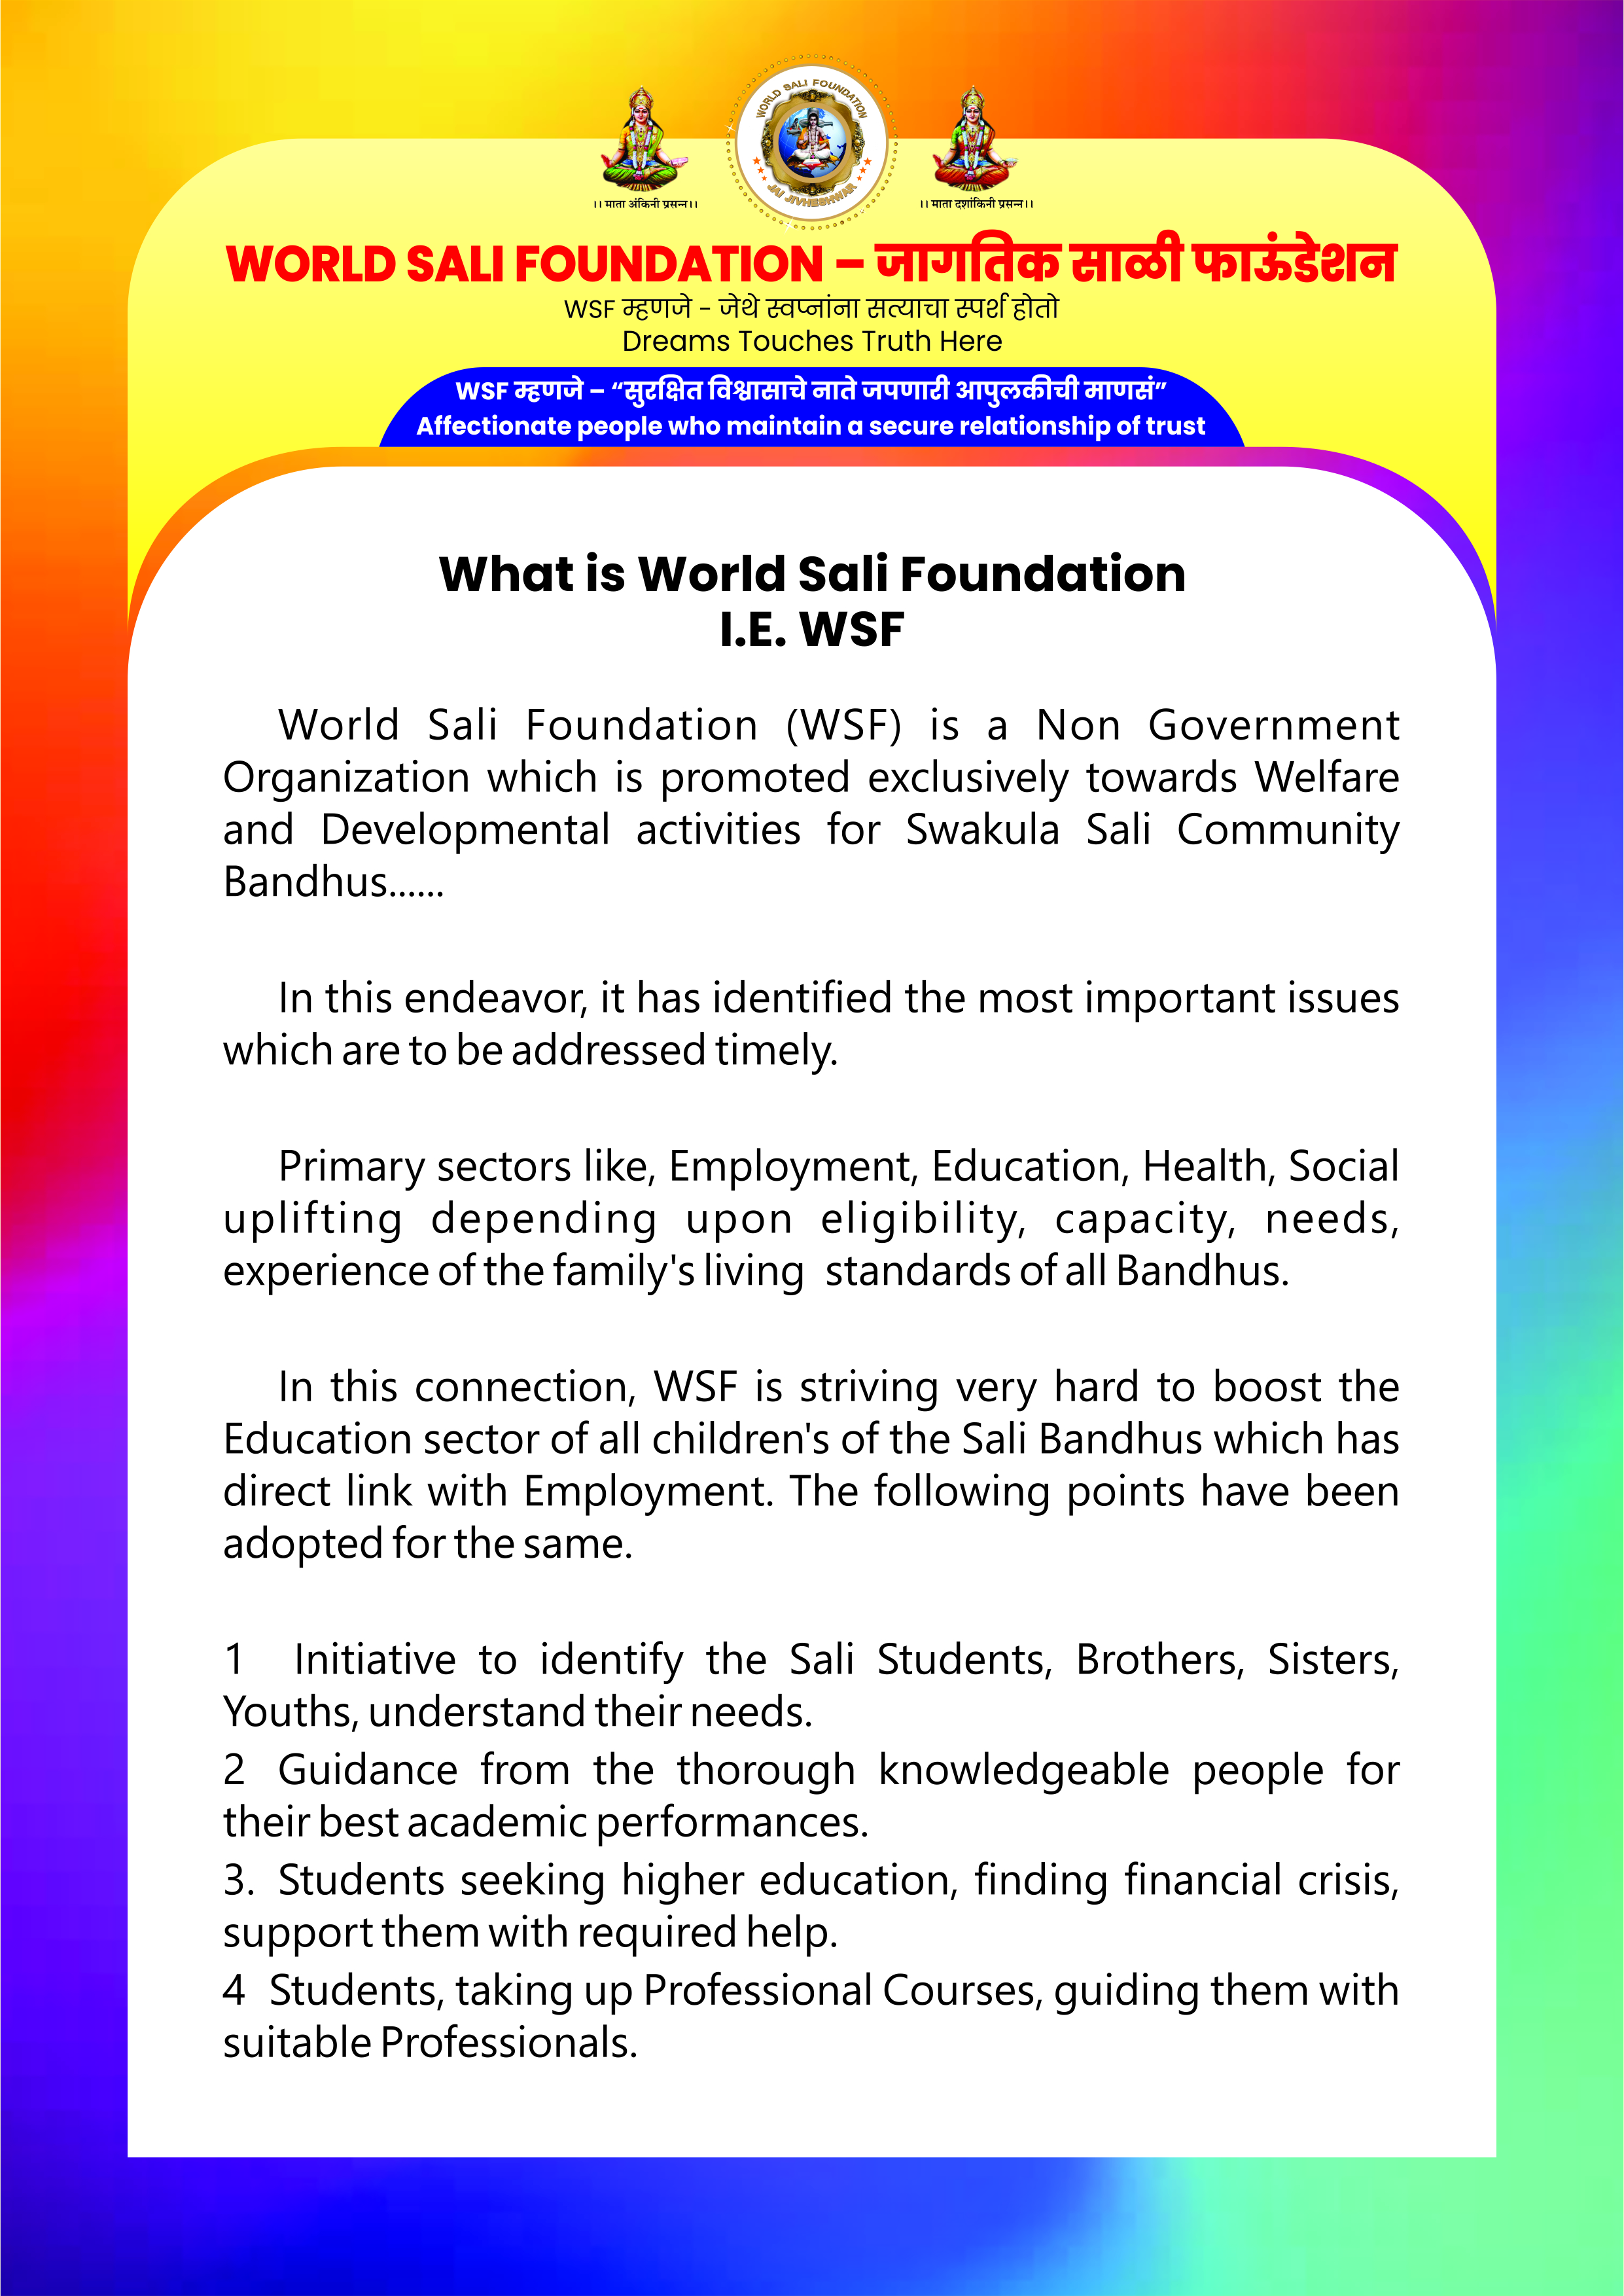 WORLD SALI FOUNDATION
JAI JIVHESHWAR
।। माता अंकिनी प्रसन्न।।
।। माता दशांकिनी प्रसन्न।।
WORLD SALI FOUNDATION – जागतिक साळी फाऊंडेशन
WSF म्हणजे - जेथे स्वप्नांना सत्याचा स्पर्श होतो
Dreams Touches Truth Here
WSF म्हणजे – “सुरक्षित विश्वासाचे नाते जपणारी आपुलकीची माणसं”
Affectionate people who maintain a secure relationship of trust
What is World Sali Foundation
I.E. WSF
World Sali Foundation (WSF) is a Non Government
Organization which is promoted exclusively towards Welfare
and Developmental activities for Swakula Sali Community
Bandhus......
In this endeavor, it has identified the most important issues
which are to be addressed timely.
Primary sectors like, Employment, Education, Health, Social
uplifting depending upon eligibility, capacity, needs,
experience of the family's living standards of all Bandhus.
In this connection, WSF is striving very hard to boost the
Education sector of all children's of the Sali Bandhus which has
direct link with Employment. The following points have been
adopted for the same.
1 Initiative to identify the Sali Students, Brothers, Sisters,
Youths, understand their needs.
2 Guidance from the thorough knowledgeable people for
their best academic performances.
3. Students seeking higher education, finding financial crisis,
support them with required help.
4 Students, taking up Professional Courses, guiding them with
suitable Professionals.